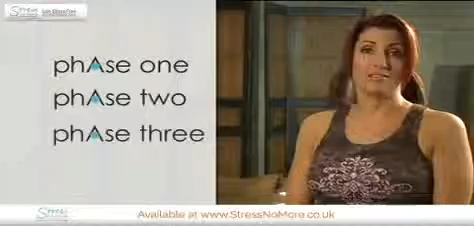 phAse one
phAse two
phAse three
Available at www.StressNoMore.co.uk